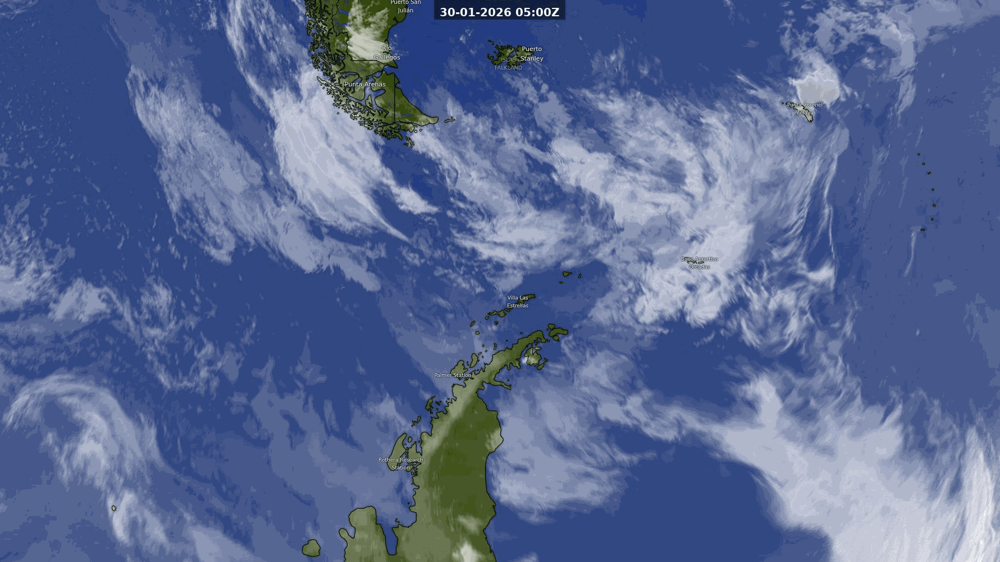 Puerto San
Julián
30-01-2026 05:00Z
Río
Gallegos
Puerto
Stanley
ISLAS
FALKLAND
Punta Arenas
Punta Coronel
Zelaya
Base Antartica
Orcadas
Villa Las
Estrellas
Palmer Station
Rothera Research
Station